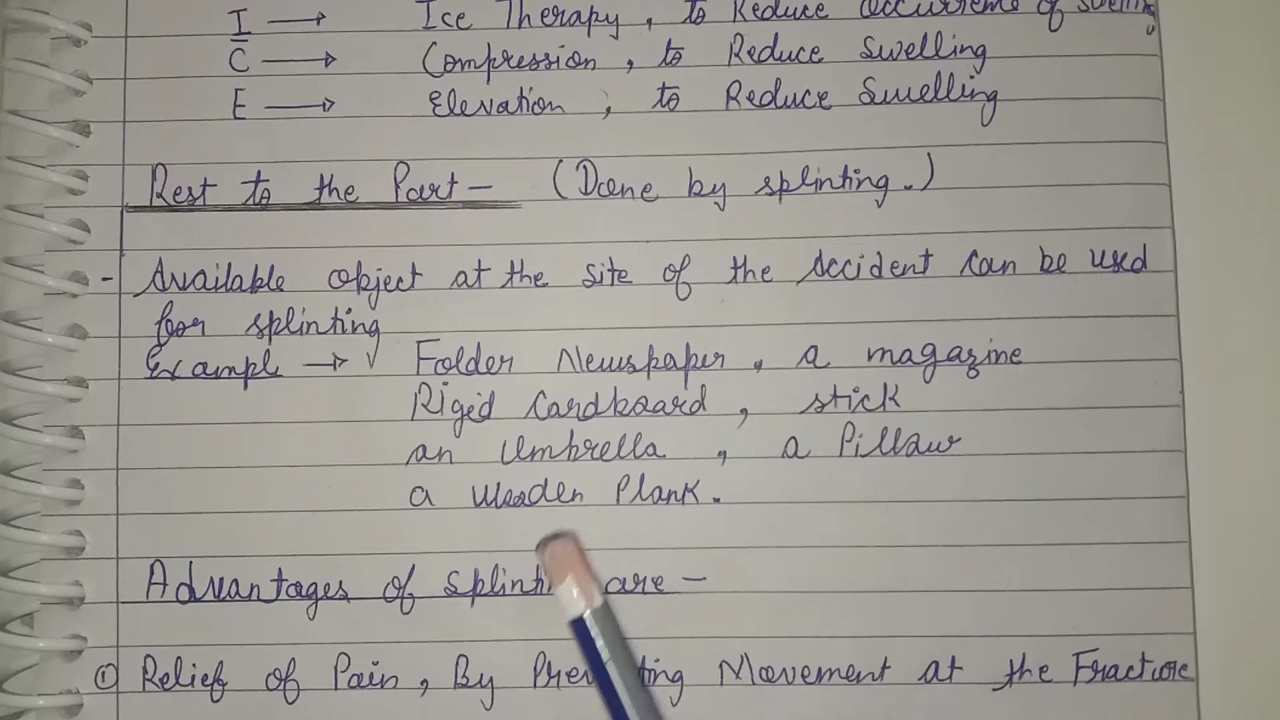 I → Ice Therapy, to Reduce Occurrence of Swelling
C → Compression, to Reduce Swelling
E → Elevation, to Reduce Swelling
Rest to the Part - (Done by splinting.)
- Available object at the site of the Accident can be used
for splinting
Example → Folder Newspaper, a magazine
Rigid Cardboard, stick
an Umbrella, a Pillow
a Wooden Plank.
Advantages of are -
① Relief of Pain, By Movement at the Fracture